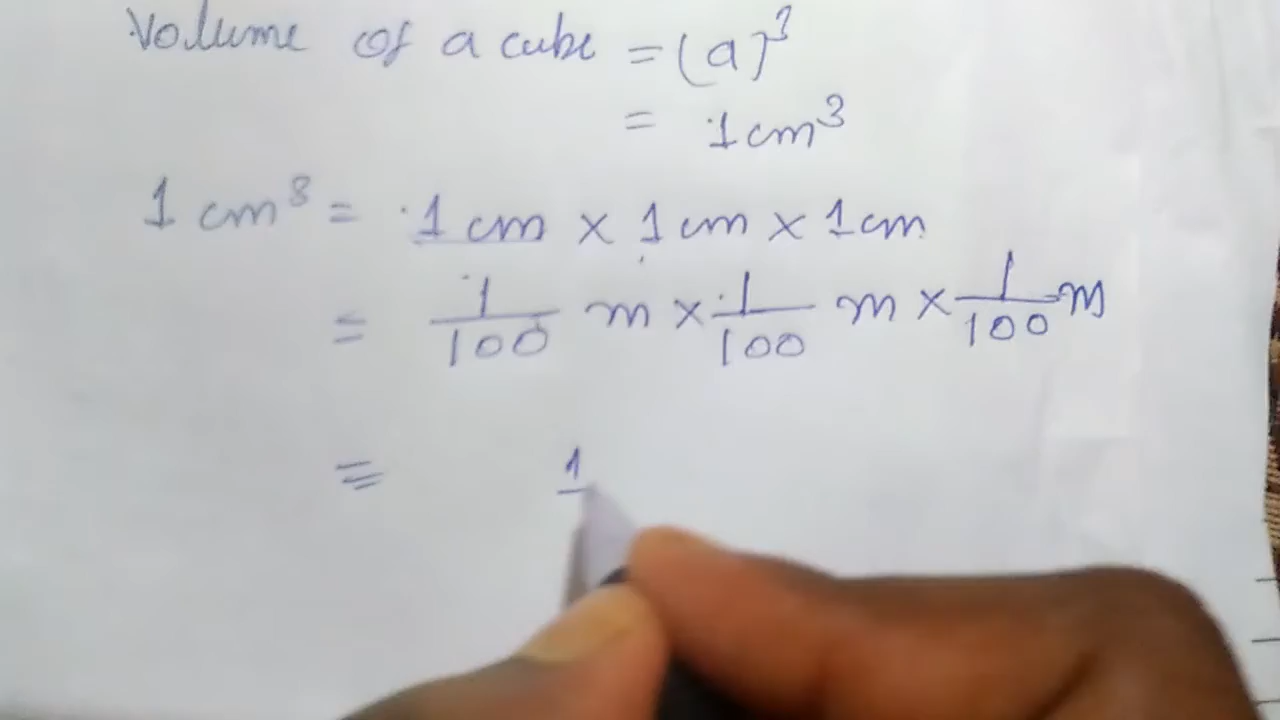 Volume of a cube = (a)³
= 1cm³
1 cm³ = 1 cm × 1 cm × 1 cm
= 1/100 m × 1/100 m × 1/100 m
= 1